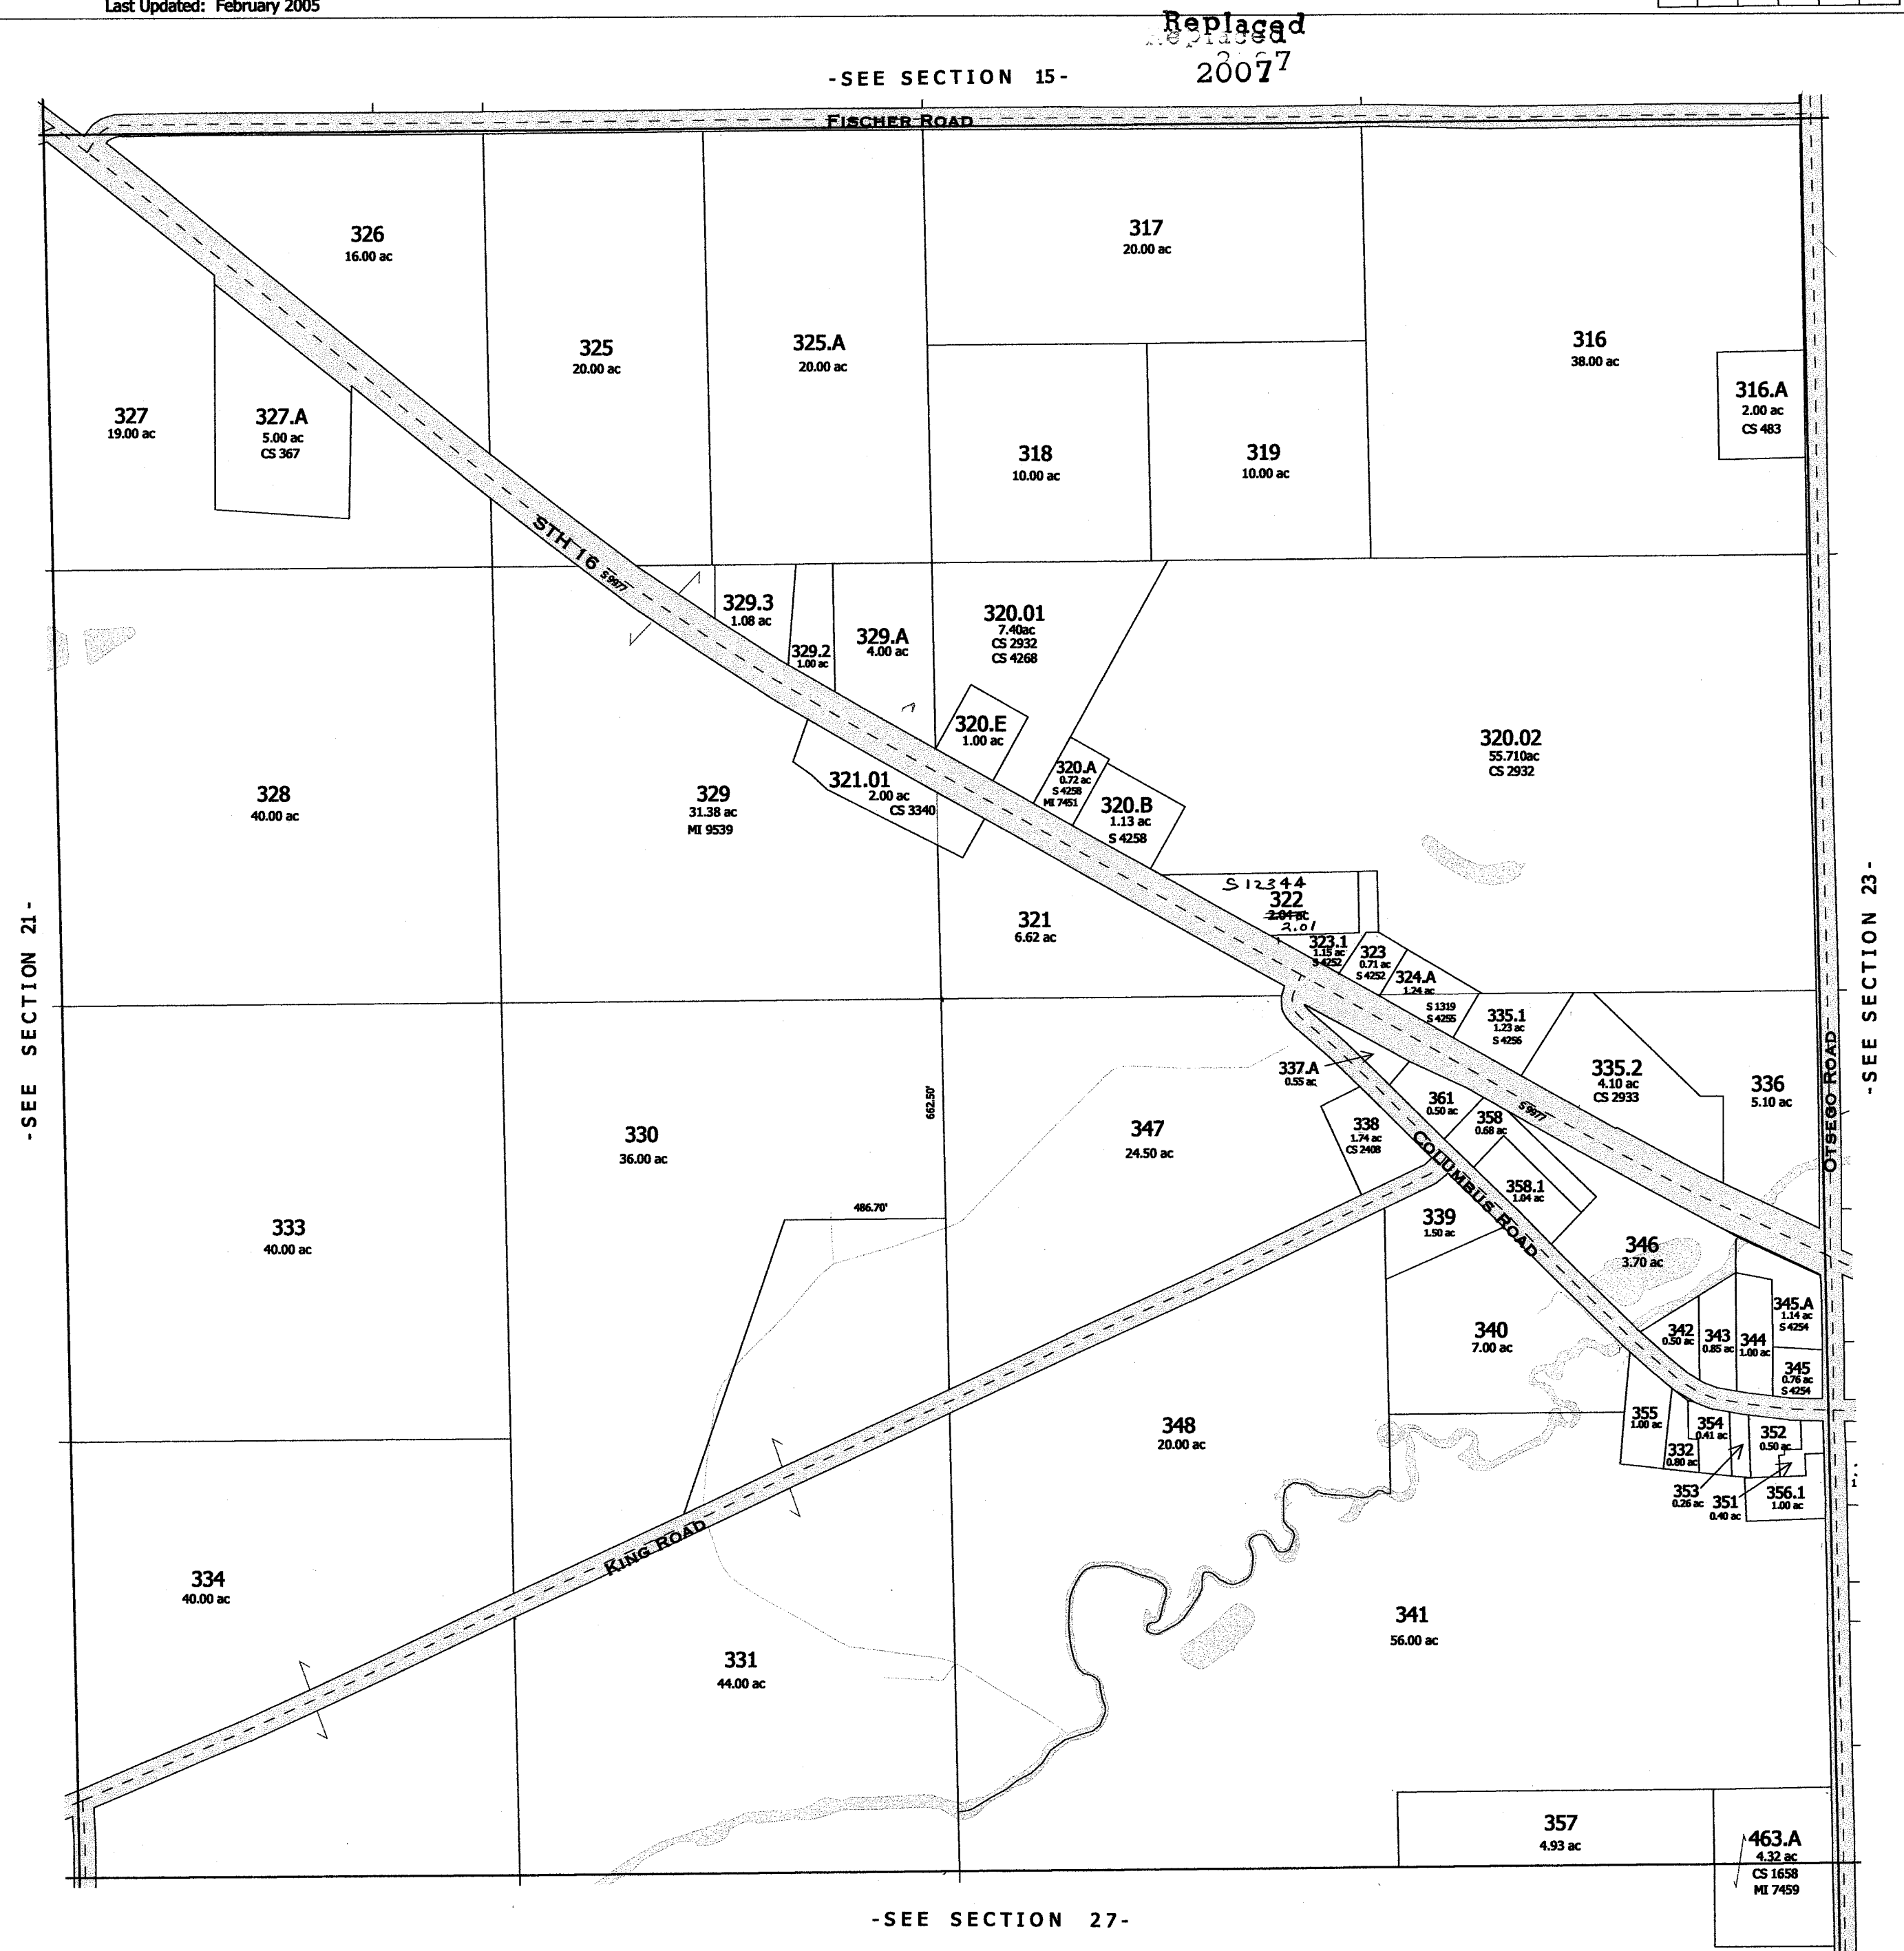 Last Updated: February 2005
Replaced
Replaced
2007
-SEE SECTION 15-
FISCHER ROAD
326
16.00 ac
317
20.00 ac
325
20.00 ac
325.A
20.00 ac
316
38.00 ac
316.A
2.00 ac
CS 483
327
19.00 ac
327.A
5.00 ac
CS 367
318
10.00 ac
319
10.00 ac
STH 16
S 9977
329.3
1.08 ac
329.2
1.00 ac
329.A
4.00 ac
320.01
7.40ac
CS 2932
CS 4268
320.E
1.00 ac
320.A
0.72 ac
S 4258
MI 7451
320.B
1.13 ac
S 4258
320.02
55.710ac
CS 2932
328
40.00 ac
329
31.38 ac
MI 9539
321.01
2.00 ac
CS 3340
321
6.62 ac
S 12344
322
2.04 ac
2.01
323.1
1.15 ac
S 4252
323
0.71 ac
S 4252
324.A
1.24 ac
S 1319
S 4255
335.1
1.23 ac
S 4256
-SEE SECTION 21-
-SEE SECTION 23-
OTSEGO ROAD
335.2
4.10 ac
CS 2933
336
5.10 ac
337.A
0.55 ac
361
0.50 ac
358
0.68 ac
S 9977
338
1.74 ac
CS 2408
COLUMBUS ROAD
358.1
1.04 ac
339
1.50 ac
662.50'
330
36.00 ac
347
24.50 ac
486.70'
333
40.00 ac
346
3.70 ac
345.A
1.14 ac
S 4254
340
7.00 ac
342
0.50 ac
343
0.85 ac
344
1.00 ac
345
0.76 ac
S 4254
348
20.00 ac
355
1.00 ac
332
0.80 ac
354
0.41 ac
352
0.50 ac
353
0.26 ac
351
0.40 ac
356.1
1.00 ac
KING ROAD
334
40.00 ac
331
44.00 ac
341
56.00 ac
357
4.93 ac
463.A
4.32 ac
CS 1658
MI 7459
-SEE SECTION 27-